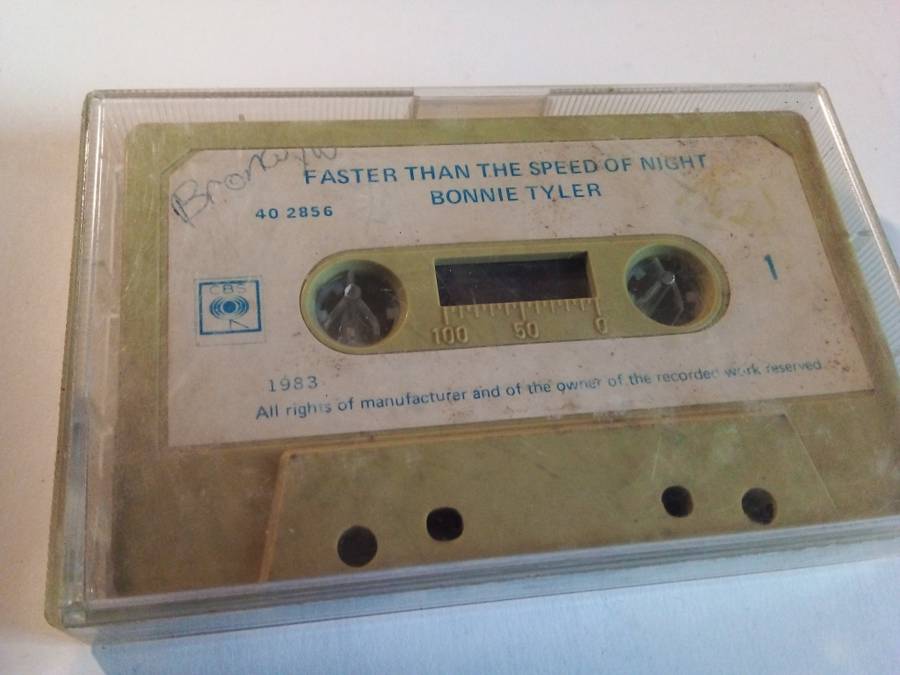 FASTER THAN THE SPEED OF NIGHT
BONNIE TYLER
40 2856
1
CBS
100 50 0
1983
All rights of manufacturer and of the owner of the recorded work reserved